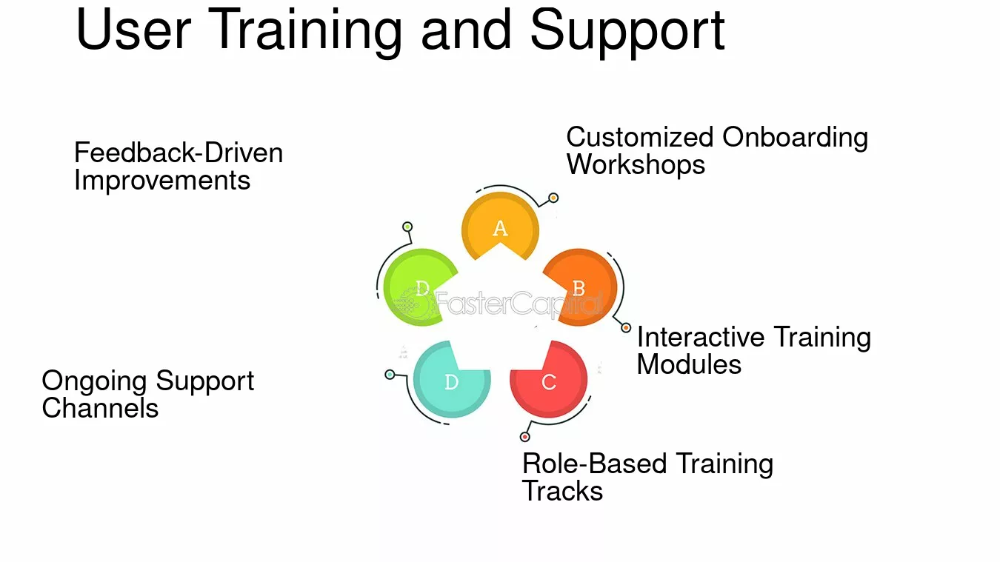 User Training and Support
Customized Onboarding
Workshops
Feedback-Driven
Improvements
A
D
B
FasterCapital
Interactive Training
Modules
Ongoing Support
Channels
D
C
Role-Based Training
Tracks